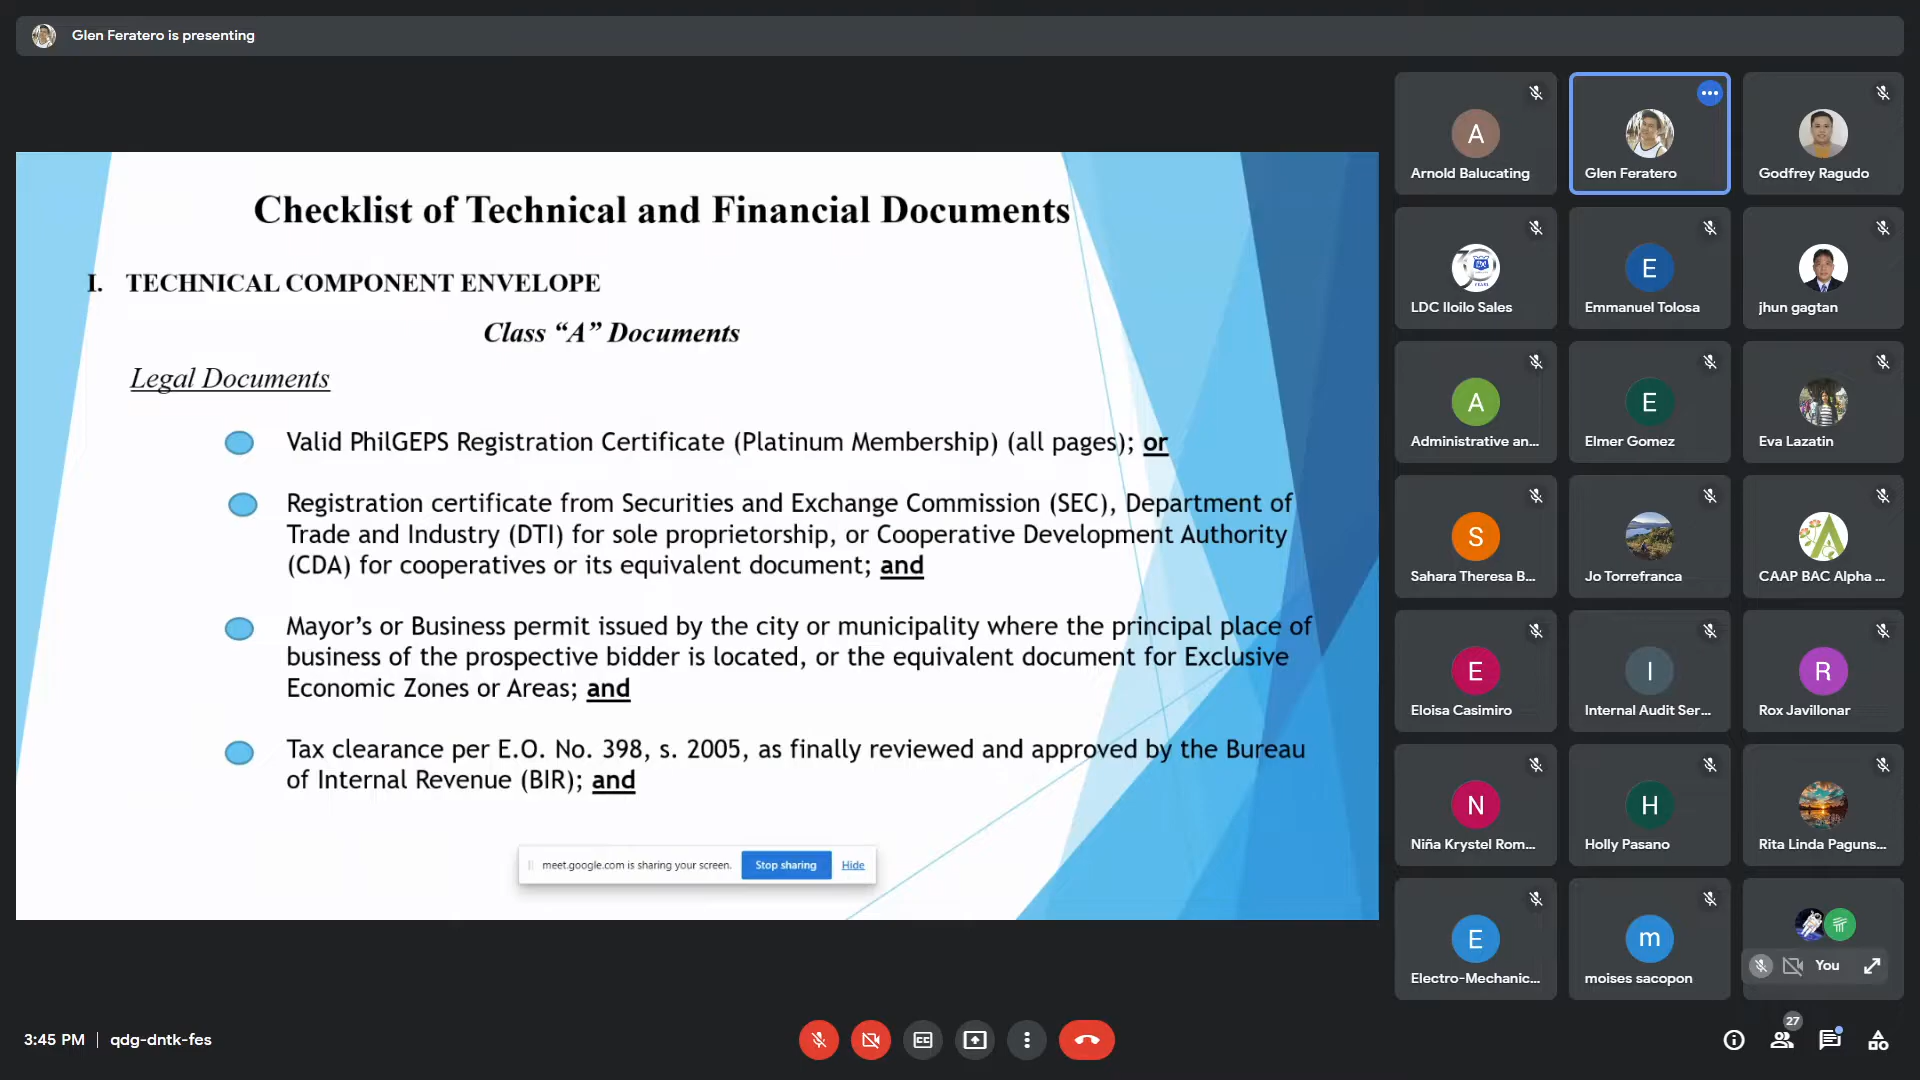 Glen Feratero is presenting
Checklist of Technical and Financial Documents
I. TECHNICAL COMPONENT ENVELOPE
Class “A” Documents
Legal Documents
Valid PhilGEPS Registration Certificate (Platinum Membership) (all pages); or
Registration certificate from Securities and Exchange Commission (SEC), Department of
Trade and Industry (DTI) for sole proprietorship, or Cooperative Development Authority
(CDA) for cooperatives or its equivalent document; and
Mayor’s or Business permit issued by the city or municipality where the principal place of
business of the prospective bidder is located, or the equivalent document for Exclusive
Economic Zones or Areas; and
Tax clearance per E.O. No. 398, s. 2005, as finally reviewed and approved by the Bureau
of Internal Revenue (BIR); and
meet.google.com is sharing your screen. Stop sharing Hide
A
Arnold Balucating
Glen Feratero
Godfrey Ragudo
LDC Iloilo Sales
E
Emmanuel Tolosa
jhun gagtan
A
Administrative an...
E
Elmer Gomez
Eva Lazatin
S
Sahara Theresa B...
Jo Torrefranca
CAAP BAC Alpha ...
E
Eloisa Casimiro
I
Internal Audit Ser...
R
Rox Javillonar
N
Niña Krystel Rom...
H
Holly Pasano
Rita Linda Paguns...
E
Electro-Mechanic...
m
moises sacopon
You
3:45 PM | qdg-dntk-fes
27